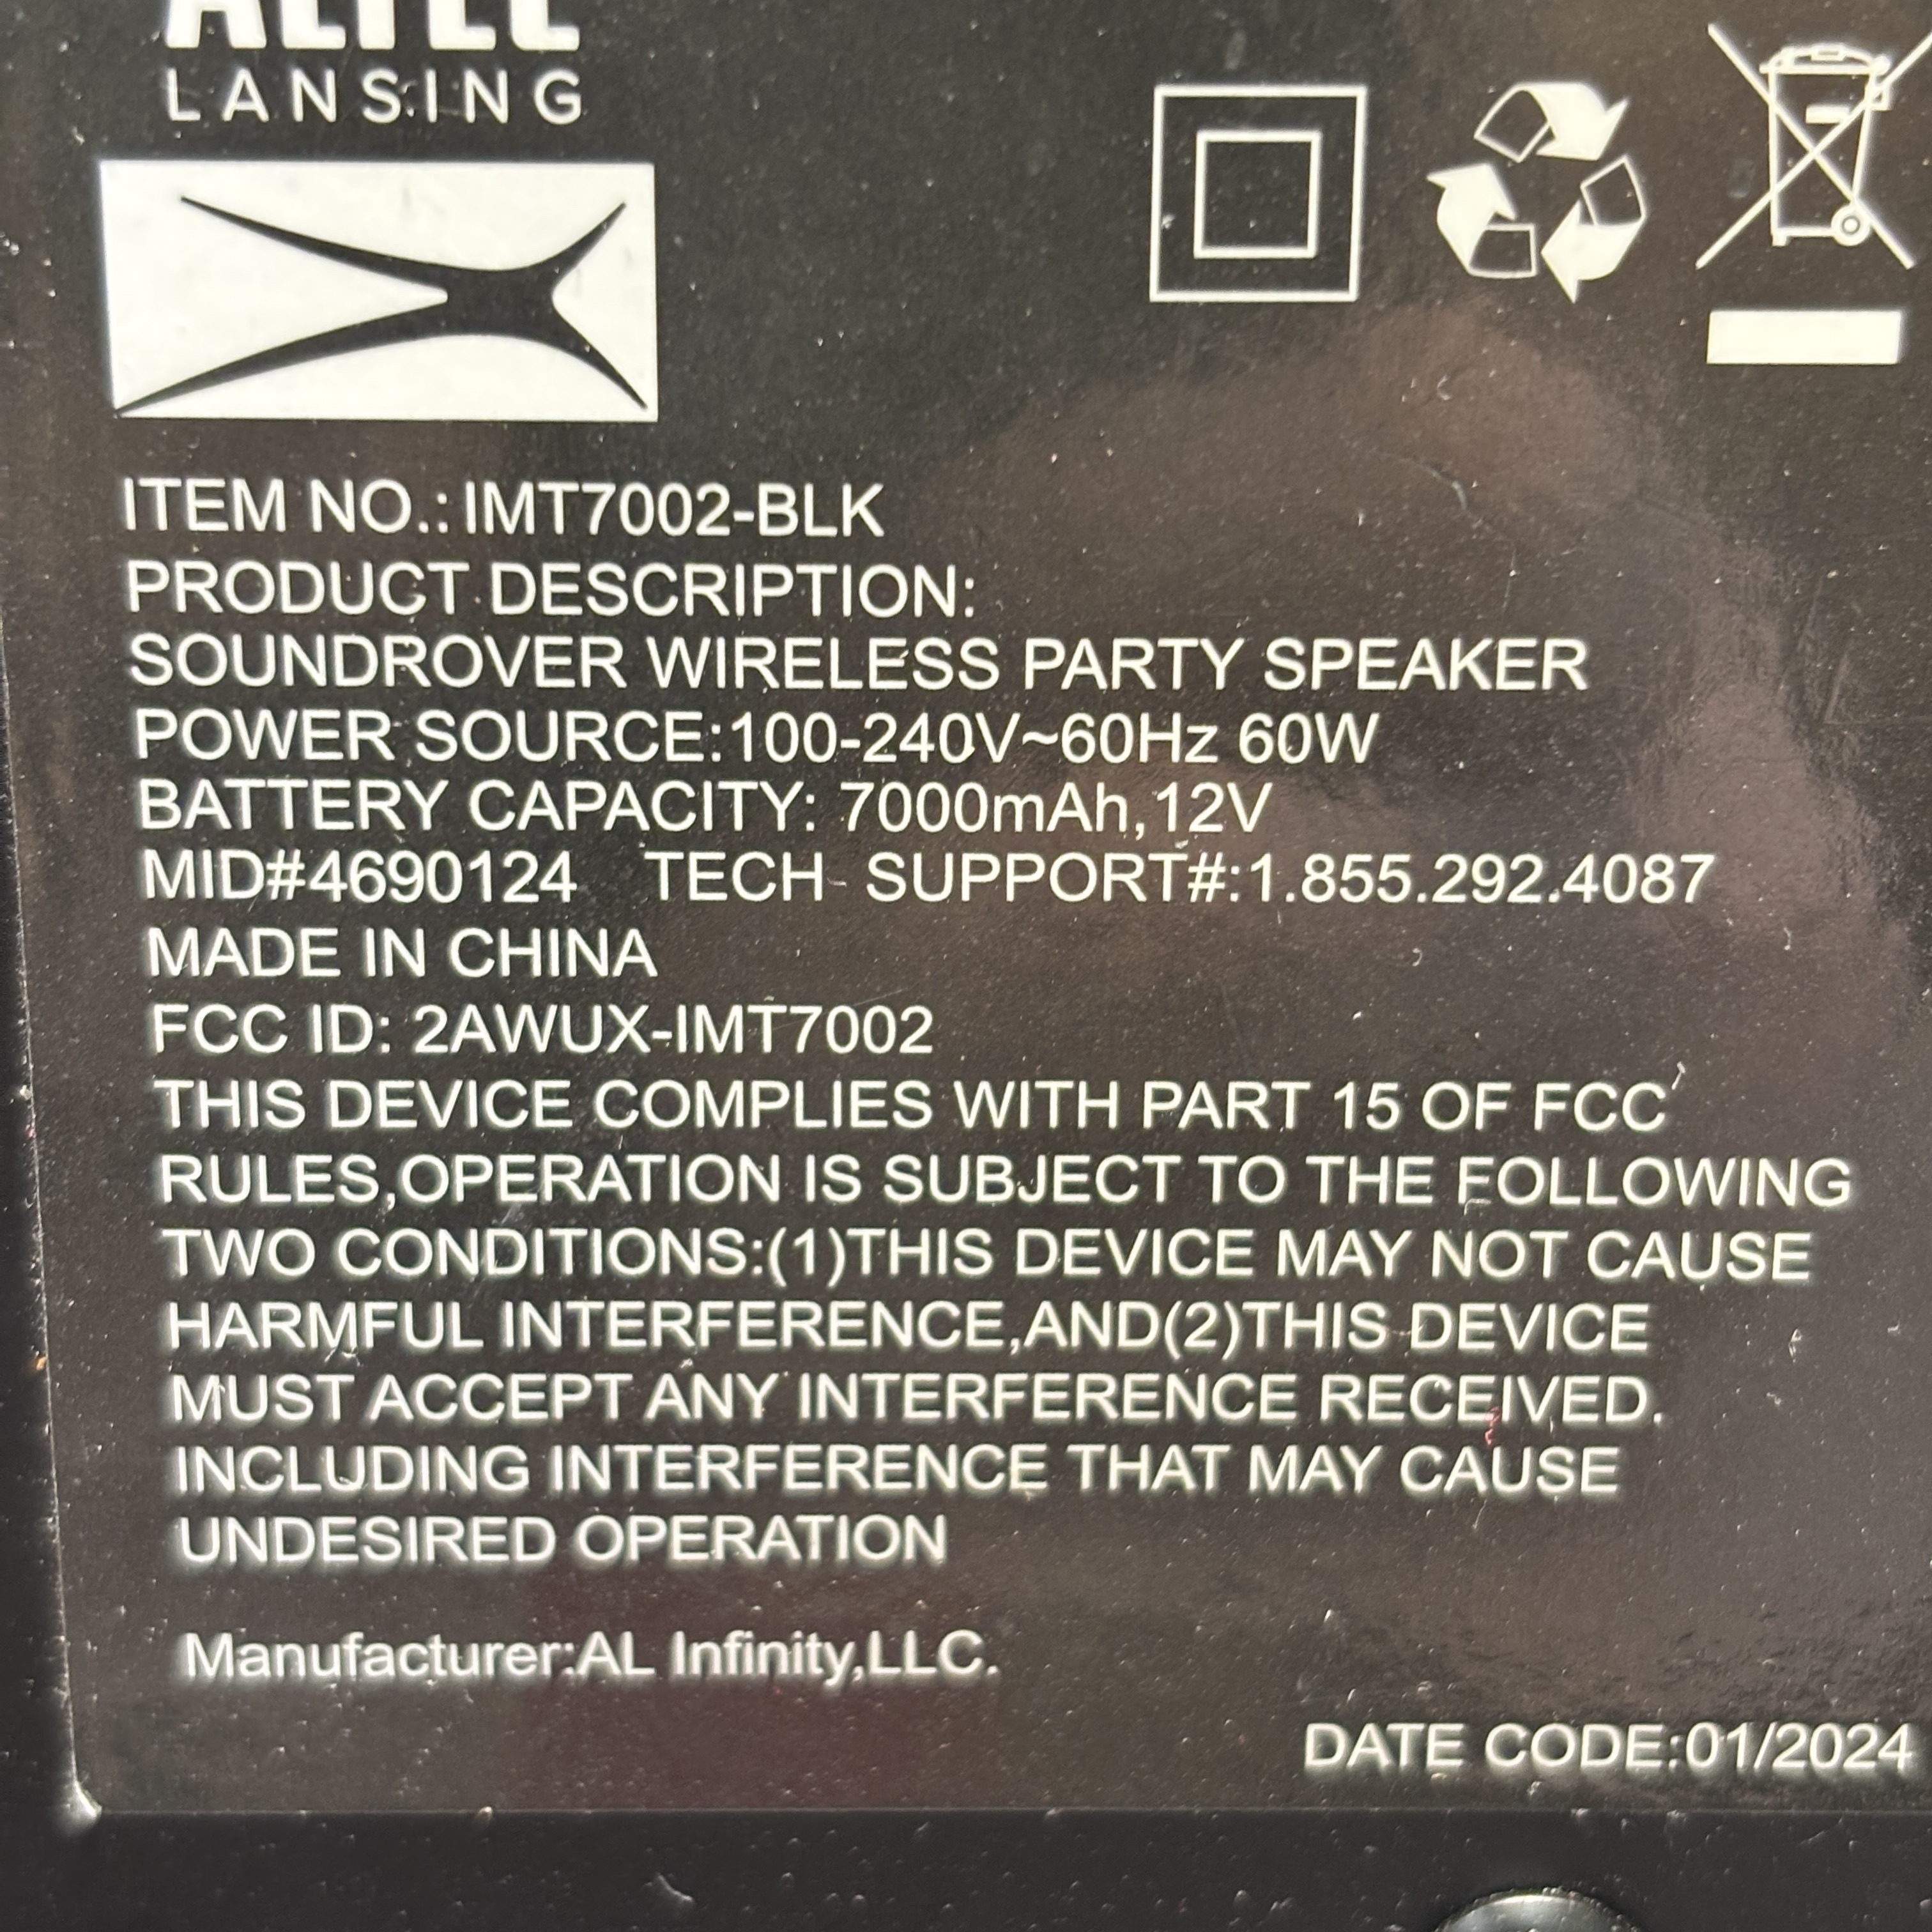 ALTEC
LANSING
ITEM NO.: IMT7002-BLK
PRODUCT DESCRIPTION:
SOUNDROVER WIRELESS PARTY SPEAKER
POWER SOURCE:100-240V~60Hz 60W
BATTERY CAPACITY: 7000mAh,12V
MID#4690124 TECH SUPPORT#:1.855.292.4087
MADE IN CHINA
FCC ID: 2AWUX-IMT7002
THIS DEVICE COMPLIES WITH PART 15 OF FCC
RULES,OPERATION IS SUBJECT TO THE FOLLOWING
TWO CONDITIONS:(1)THIS DEVICE MAY NOT CAUSE
HARMFUL INTERFERENCE,AND(2)THIS DEVICE
MUST ACCEPT ANY INTERFERENCE RECEIVED.
INCLUDING INTERFERENCE THAT MAY CAUSE
UNDESIRED OPERATION
Manufacturer:AL Infinity,LLC.
DATE CODE:01/2024